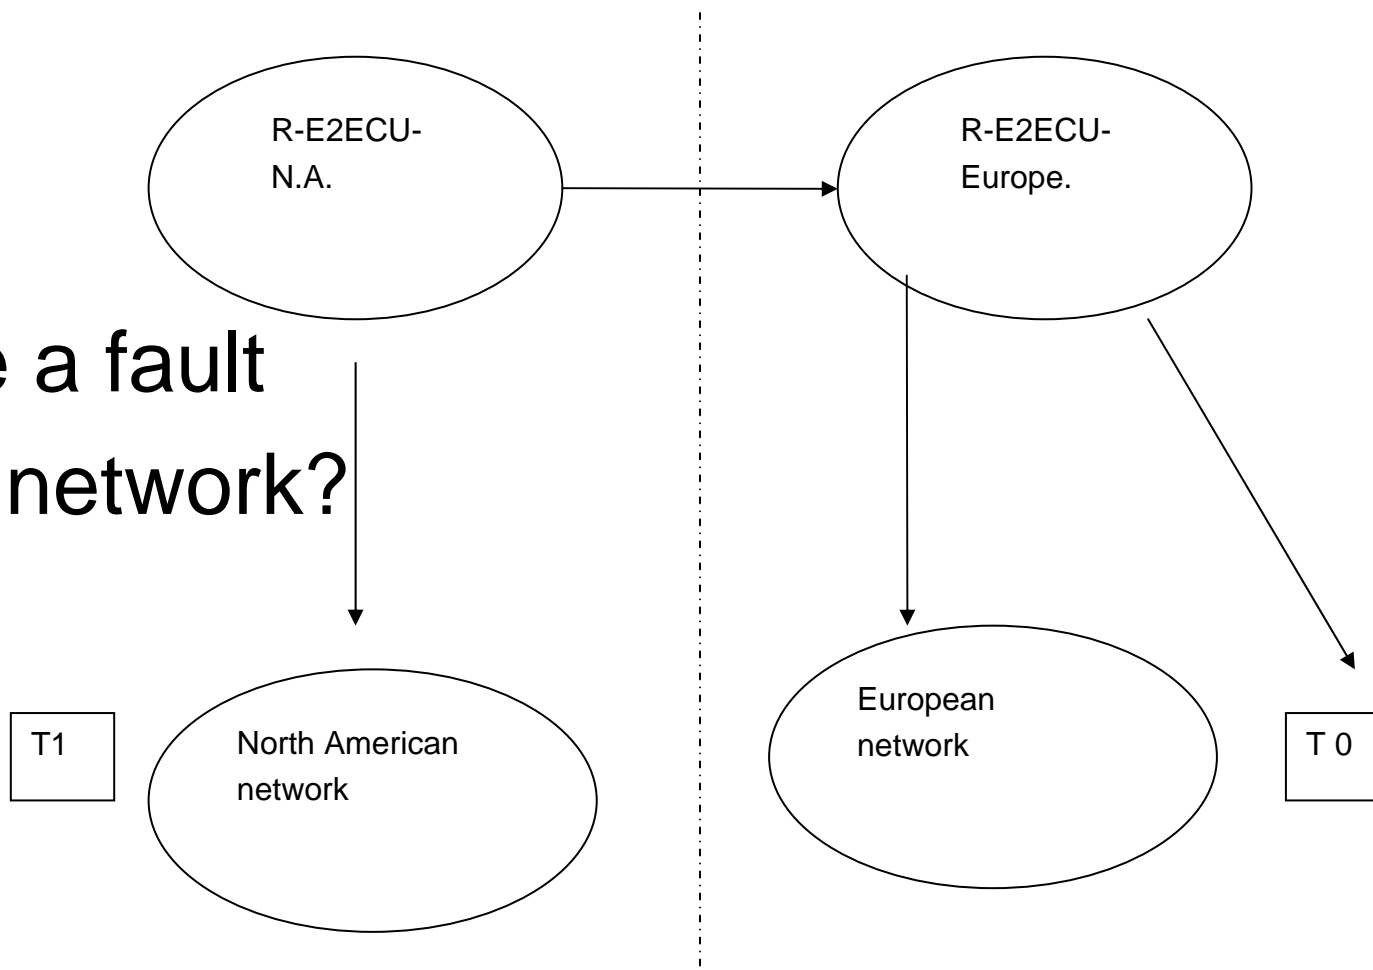 R-E2ECU-
N.A.
R-E2ECU-
Europe.
a fault
network?
T1
North American
network
European
network
T 0